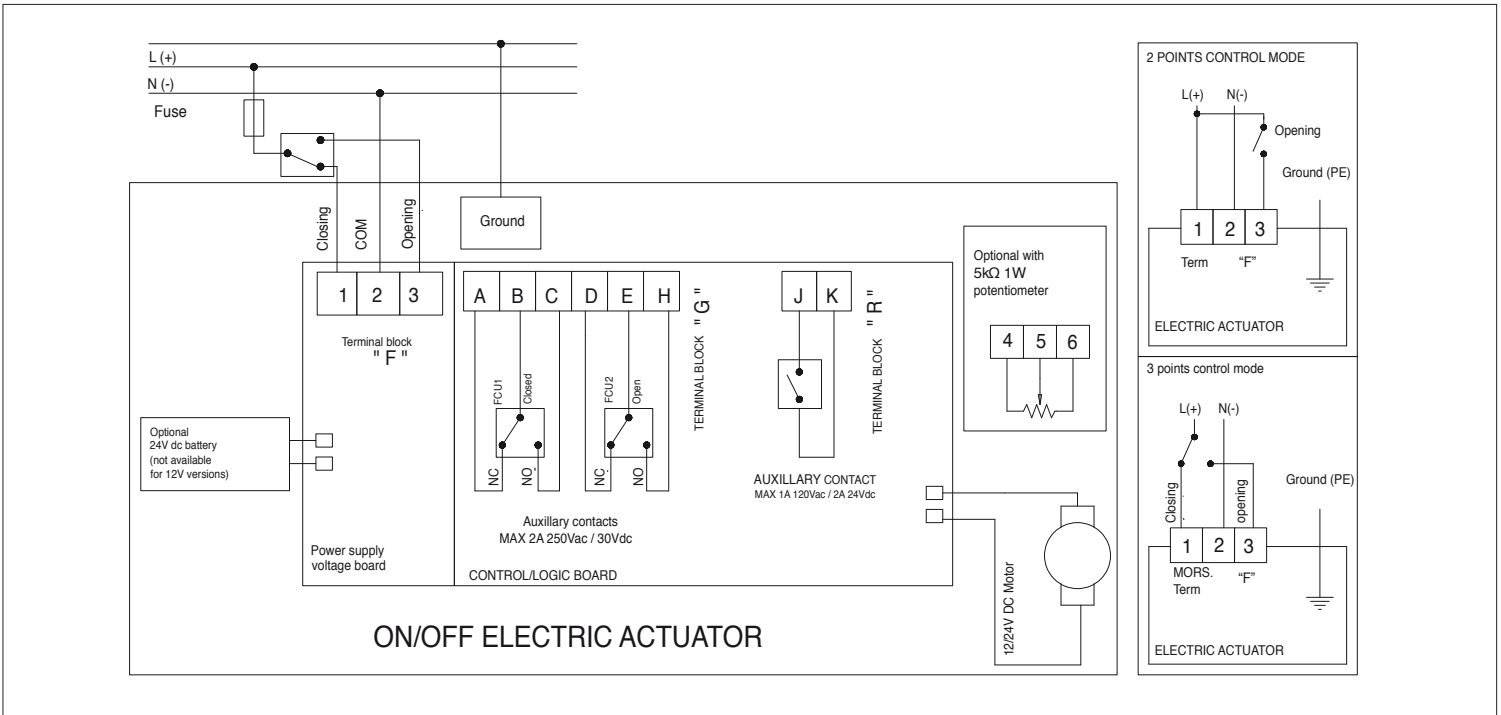 L (+)
N (-)
Fuse
Closing
COM
Opening
Ground
1 2 3
Terminal block
" F "
Optional
24V dc battery
(not available
for 12V versions)
Power supply
voltage board
A B C D E H
TERMINAL BLOCK " G "
FCU1
Closed
NC
NO
FCU2
Open
NC
NO
Auxillary contacts
MAX 2A 250Vac / 30Vdc
CONTROL/LOGIC BOARD
J K
TERMINAL BLOCK " R "
AUXILLARY CONTACT
MAX 1A 120Vac / 2A 24Vdc
Optional with
5kΩ 1W
potentiometer
4 5 6
12/24V DC Motor
ON/OFF ELECTRIC ACTUATOR
2 POINTS CONTROL MODE
L(+) N(-)
Opening
Ground (PE)
1 2 3
Term "F"
ELECTRIC ACTUATOR
3 points control mode
L(+) N(-)
Closing
opening
Ground (PE)
1 2 3
MORS.
Term "F"
ELECTRIC ACTUATOR